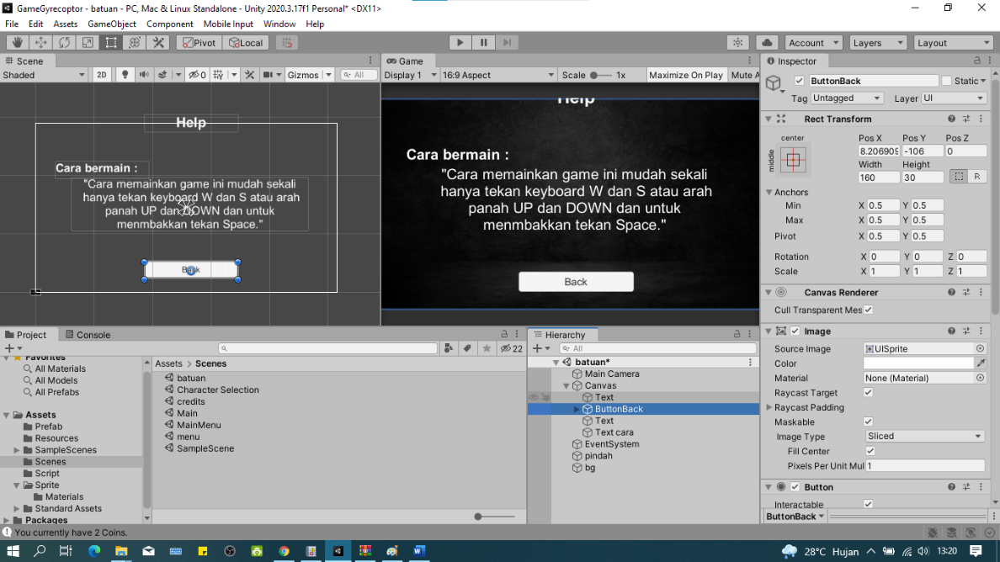 GameGyrecoptor - batuan - PC, Mac & Linux Standalone - Unity 2020.3.17f1 Personal* <DX11>
File Edit Assets GameObject Component Mobile Input Window Help
Pivot Local Account Layers Layout
Scene
Shaded 2D 0 Gizmos All
Help
Cara bermain :
"Cara memainkan game ini mudah sekali
hanya tekan keyboard W dan S atau arah
panah UP dan DOWN dan untuk
menmbakkan tekan Space."
Back
Game
Display 1 16:9 Aspect Scale 1x Maximize On Play Mute A
Help
Cara bermain :
"Cara memainkan game ini mudah sekali
hanya tekan keyboard W dan S atau arah
panah UP dan DOWN dan untuk
menmbakkan tekan Space."
Back
Inspector
ButtonBack Static
Tag Untagged Layer UI
Rect Transform
center
middle
Pos X Pos Y Pos Z
8.206909 -106 0
Width Height
160 30 R
Anchors
Min X 0.5 Y 0.5
Max X 0.5 Y 0.5
Pivot X 0.5 Y 0.5
Rotation X 0 Y 0 Z 0
Scale X 1 Y 1 Z 1
Canvas Renderer
Cull Transparent Mes
Image
Source Image UISprite
Color
Material None (Material)
Raycast Target
Raycast Padding
Maskable
Image Type Sliced
Fill Center
Pixels Per Unit Mul 1
Button
Interactable
ButtonBack
Project Console
22
Favorites
All Materials
All Models
All Prefabs
Assets
Prefab
Resources
SampleScenes
Scenes
Script
Sprite
Materials
Standard Assets
Packages
Assets > Scenes
batuan
Character Selection
credits
Main
MainMenu
menu
SampleScene
Hierarchy
All
batuan*
Main Camera
Canvas
Text
ButtonBack
Text
Text cara
EventSystem
pindah
bg
You currently have 2 Coins.
28°C Hujan 13:20